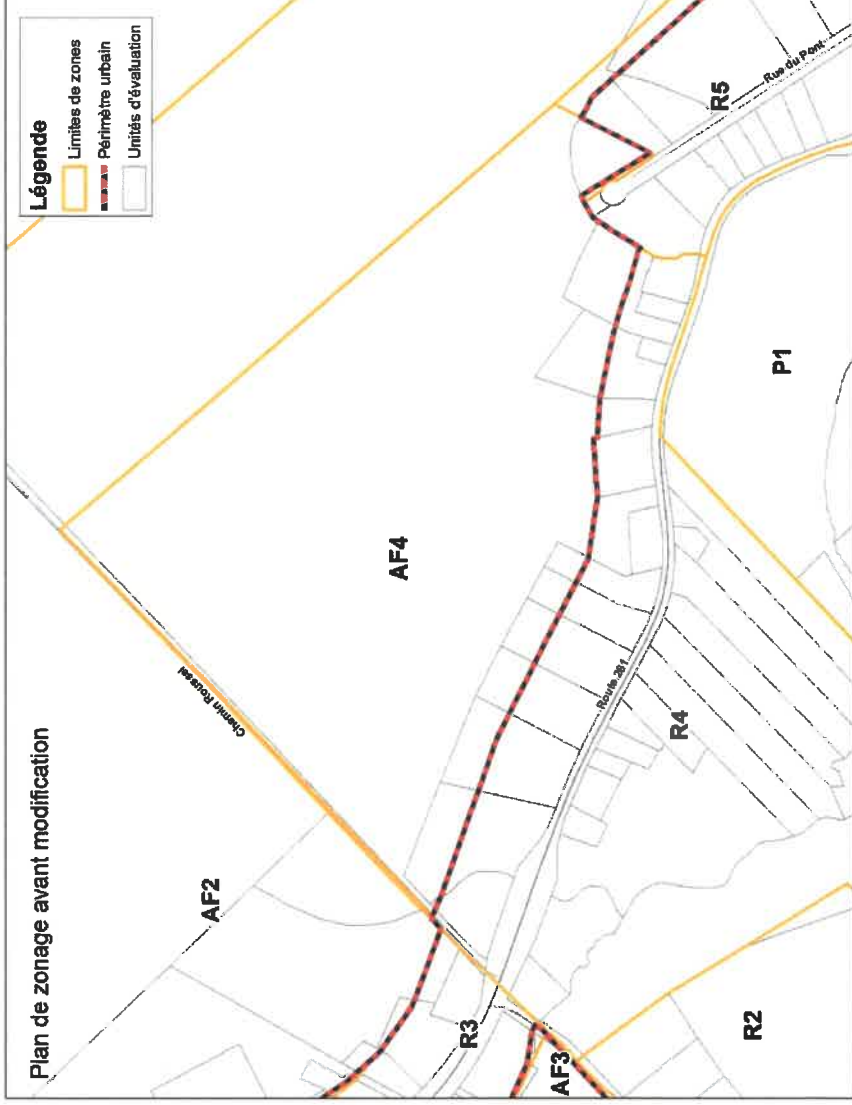 Plan de zonage avant modification
Légende
Limites de zones
Périmètre urbain
Unités d'évaluation
Chemin Roussel
AF2
AF4
R5
Rue du Pont
P1
Route 261
R4
R3
AF3
R2